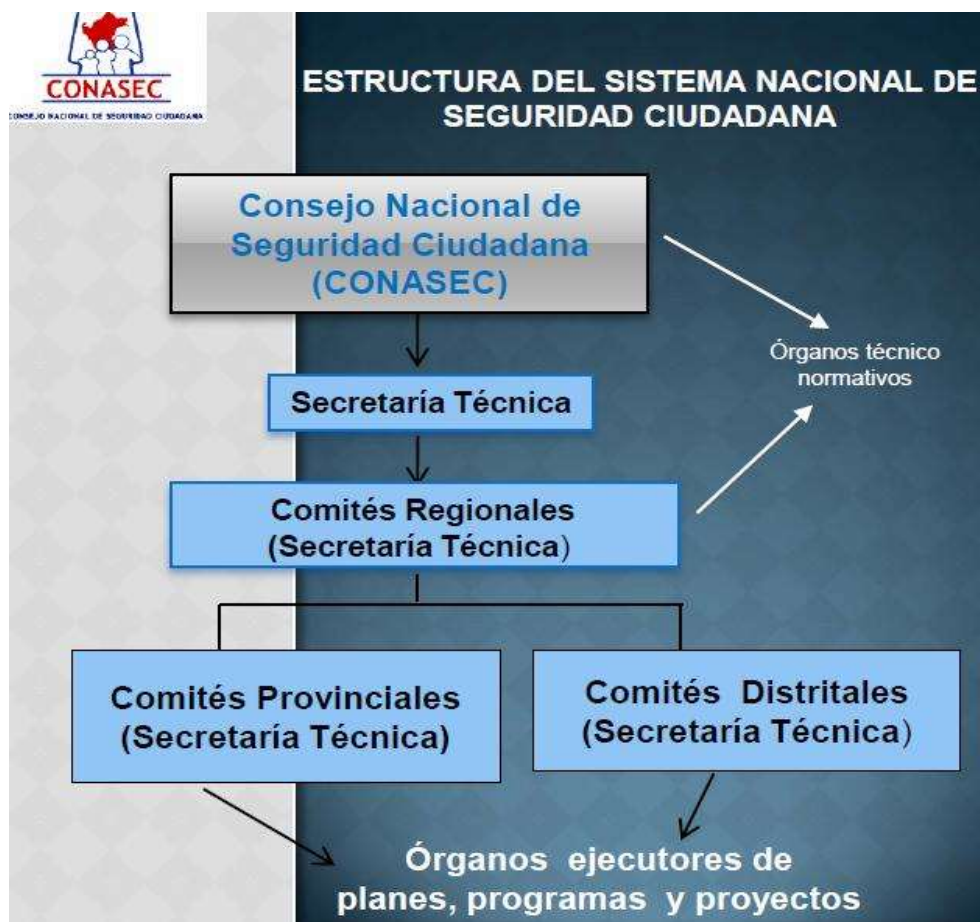 CONASEC
CONSEJO NACIONAL DE SEGURIDAD CIUDADANA
ESTRUCTURA DEL SISTEMA NACIONAL DE
SEGURIDAD CIUDADANA
Consejo Nacional de
Seguridad Ciudadana
(CONASEC)
Órganos técnico
normativos
Secretaría Técnica
Comités Regionales
(Secretaría Técnica)
Comités Provinciales
(Secretaría Técnica)
Comités Distritales
(Secretaría Técnica)
Órganos ejecutores de
planes, programas y proyectos